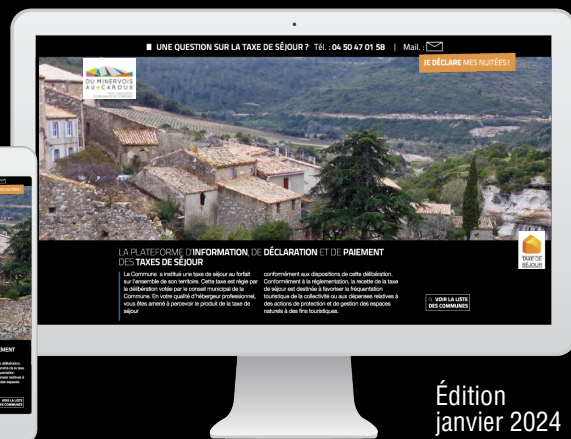 UNE QUESTION SUR LA TAXE DE SÉJOUR ? Tél. : 04 50 47 01 58 | Mail. :
JE DÉCLARE MES NUITÉES !
DU MINERVOIS
AU CAROUX
LA PLATEFORME D'INFORMATION, DE DÉCLARATION ET DE PAIEMENT
DES TAXES DE SÉJOUR
La Commune a institué une taxe de séjour au forfait
sur l'ensemble de son territoire. Cette taxe est régie par
la délibération votée par le conseil municipal de la
Commune. En votre qualité d'hébergeur professionnel,
vous êtes amené à percevoir le produit de la taxe de
séjour
conformément aux dispositions de cette délibération.
Conformément à la réglementation, la recette de la taxe
de séjour est destinée à favoriser la fréquentation
touristique de la collectivité ou aux dépenses relatives à
des actions de protection et de gestion des espaces
naturels à des fins touristiques.
TAXE DE
SÉJOUR
VOIR LA LISTE
DES COMMUNES
Édition
janvier 2024